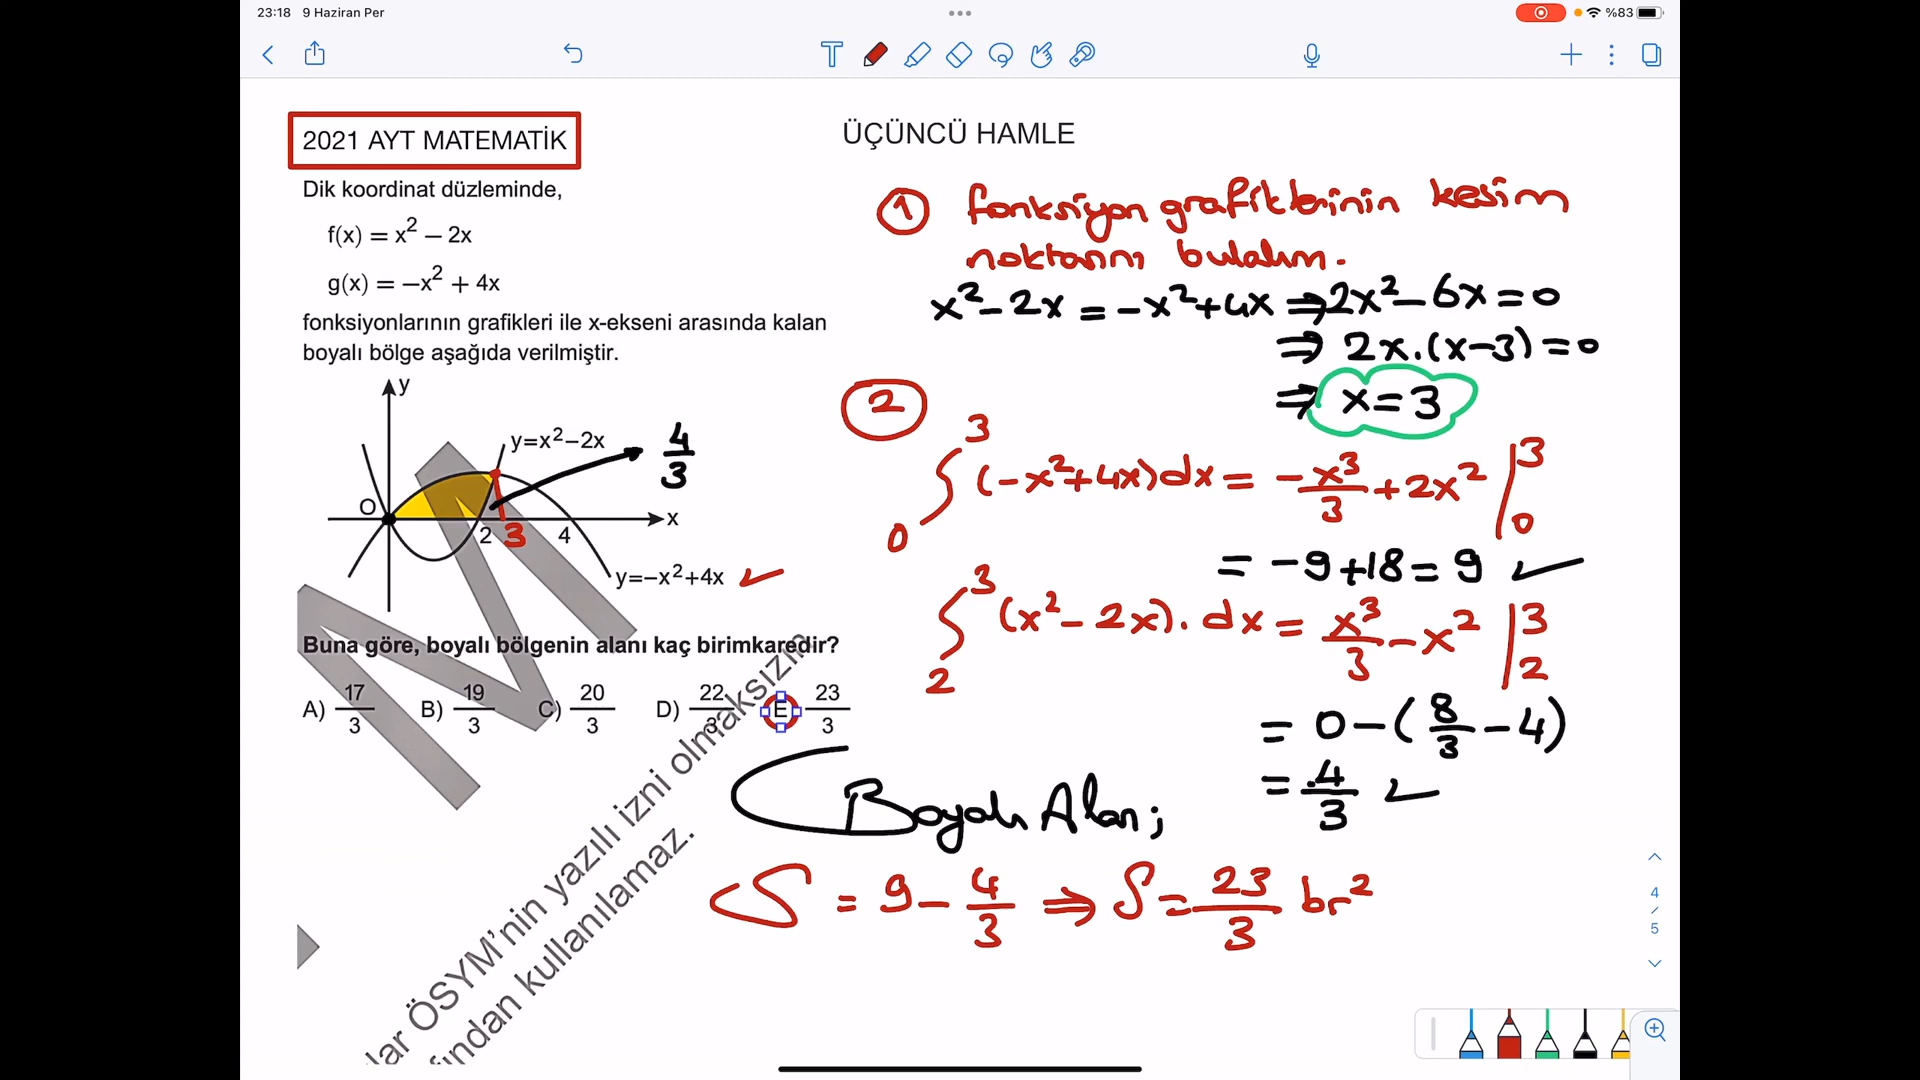 23:18 9 Haziran Per
%83
2021 AYT MATEMATİK
ÜÇÜNCÜ HAMLE
Dik koordinat düzleminde,
f(x) = x² – 2x
g(x) = –x² + 4x
fonksiyonlarının grafikleri ile x-ekseni arasında kalan
boyalı bölge aşağıda verilmiştir.
y
y=x²–2x
4/3
O
2
3
4
x
y=–x²+4x
Buna göre, boyalı bölgenin alanı kaç birimkaredir?
A) 17/3 B) 19/3 C) 20/3 D) 22/3 E 23/3
1 fonksiyon grafiklerinin kesim
noktasını bulalım.
x² – 2x = –x² + 4x ⇒ 2x² – 6x = 0
⇒ 2x.(x–3) = 0
⇒ x = 3
2
∫₀³ (–x²+4x)dx = –x³/3 + 2x² |₀³
= –9+18 = 9 ✓
∫₂³ (x² – 2x). dx = x³/3 – x² |₂³
= 0 – (8/3 – 4)
= 4/3 ✓
Boyalı Alan;
S = 9 – 4/3 ⇒ S = 23/3 br²
lar ÖSYM'nin yazılı izni olmaksızın
fından kullanılamaz.
4
/
5